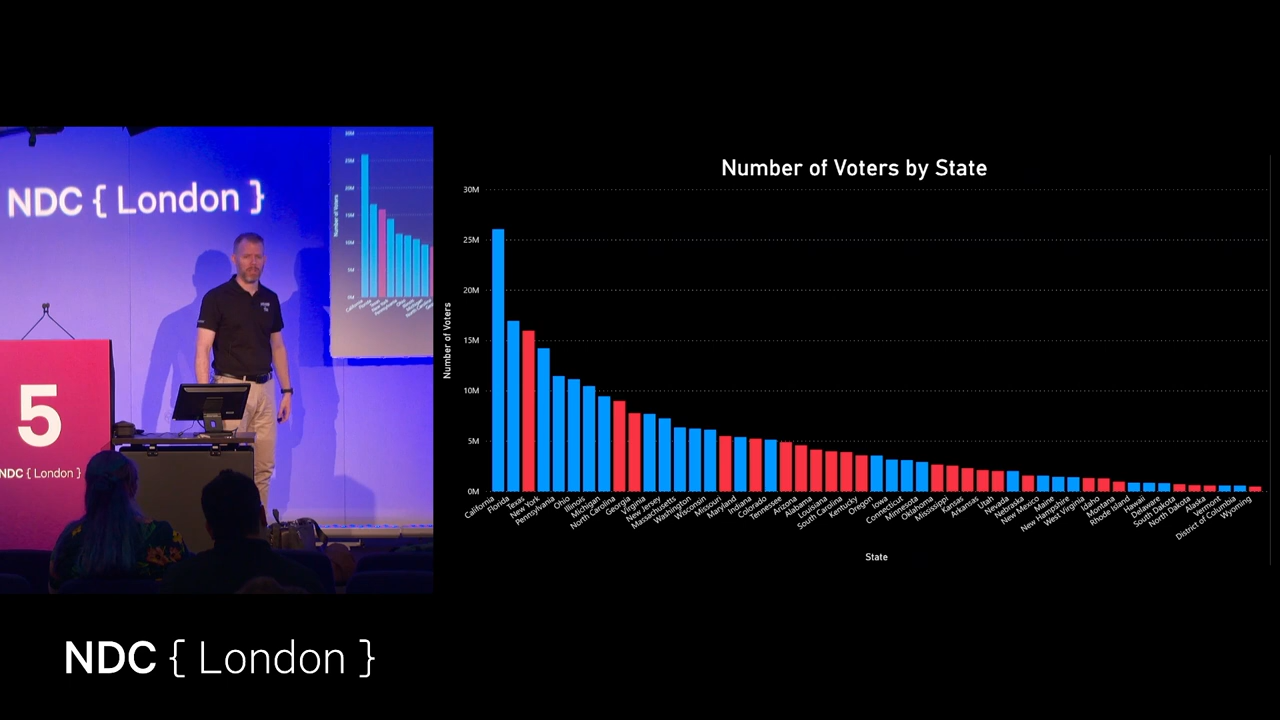 NDC { London }
5
NDC { London }
Number of Voters by State
30M
25M
20M
15M
10M
5M
0M
Number of Voters
California
Florida
Texas
New York
Pennsylvania
Ohio
Illinois
Michigan
North Carolina
Georgia
Virginia
New Jersey
Massachusetts
Washington
Wisconsin
Missouri
Maryland
Indiana
Colorado
Tennessee
Arizona
Alabama
Louisiana
South Carolina
Kentucky
Oregon
Iowa
Connecticut
Minnesota
Oklahoma
Mississippi
Kansas
Arkansas
Utah
Nevada
Nebraska
New Mexico
Maine
New Hampshire
West Virginia
Idaho
Montana
Rhode Island
Hawaii
Delaware
South Dakota
North Dakota
Alaska
Vermont
District of Columbia
Wyoming
State
NDC { London }